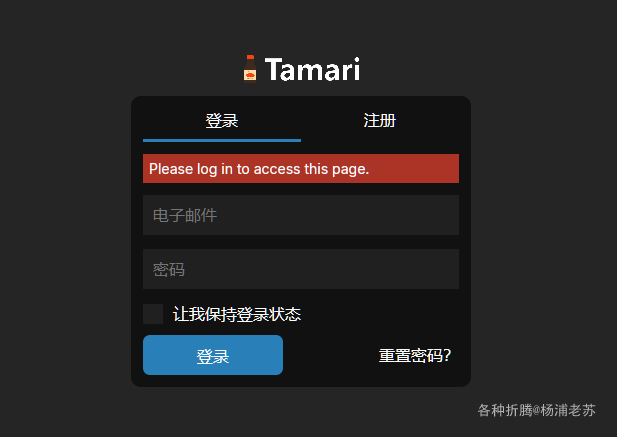 Tamari
登录 注册
Please log in to access this page.
电子邮件
密码
让我保持登录状态
登录 重置密码?
各种折腾@杨浦老苏